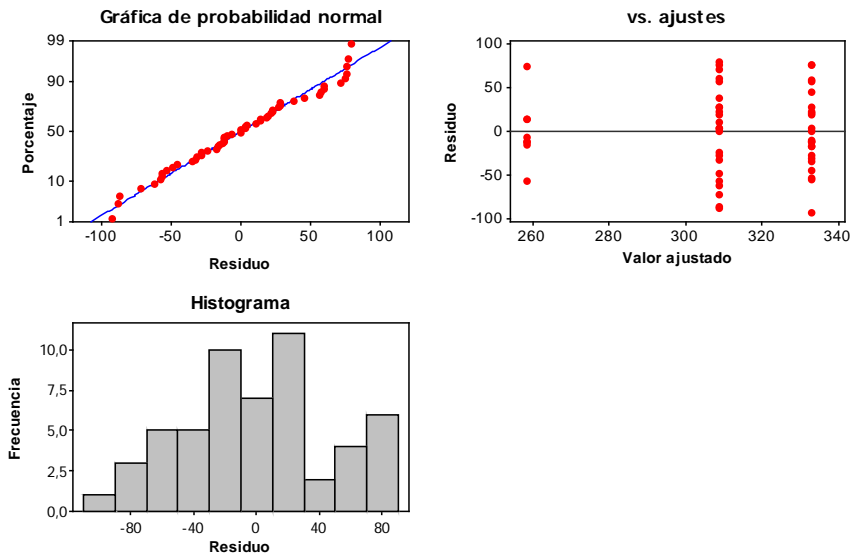 Gráfica de probabilidad normal
99
90
50
10
1
Porcentaje
-100 -50 0 50 100
Residuo
vs. ajustes
100
50
0
-50
-100
Residuo
260 280 300 320 340
Valor ajustado
Histograma
10,0
7,5
5,0
2,5
0,0
Frecuencia
-80 -40 0 40 80
Residuo